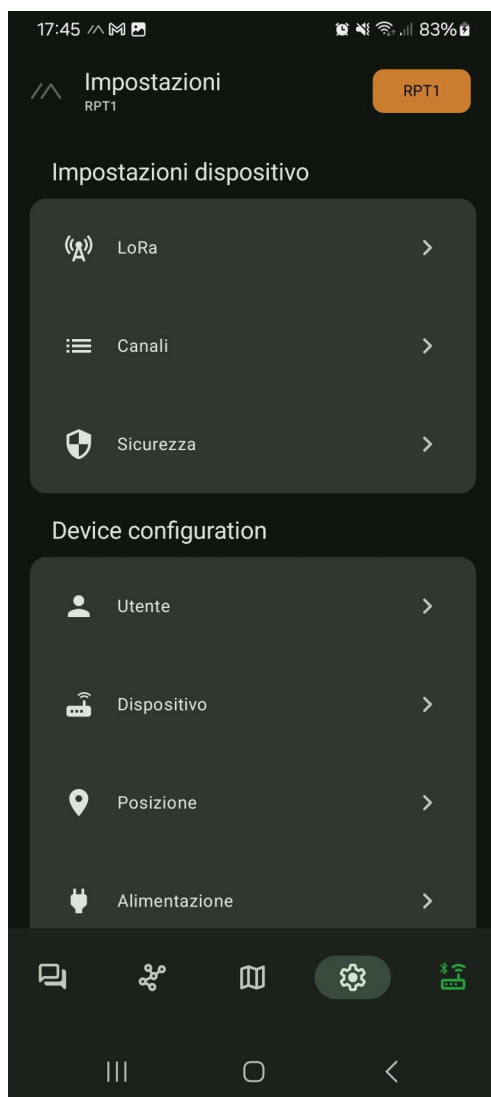 17:45
83%
Impostazioni
RPT1
RPT1
Impostazioni dispositivo
LoRa
Canali
Sicurezza
Device configuration
Utente
Dispositivo
Posizione
Alimentazione